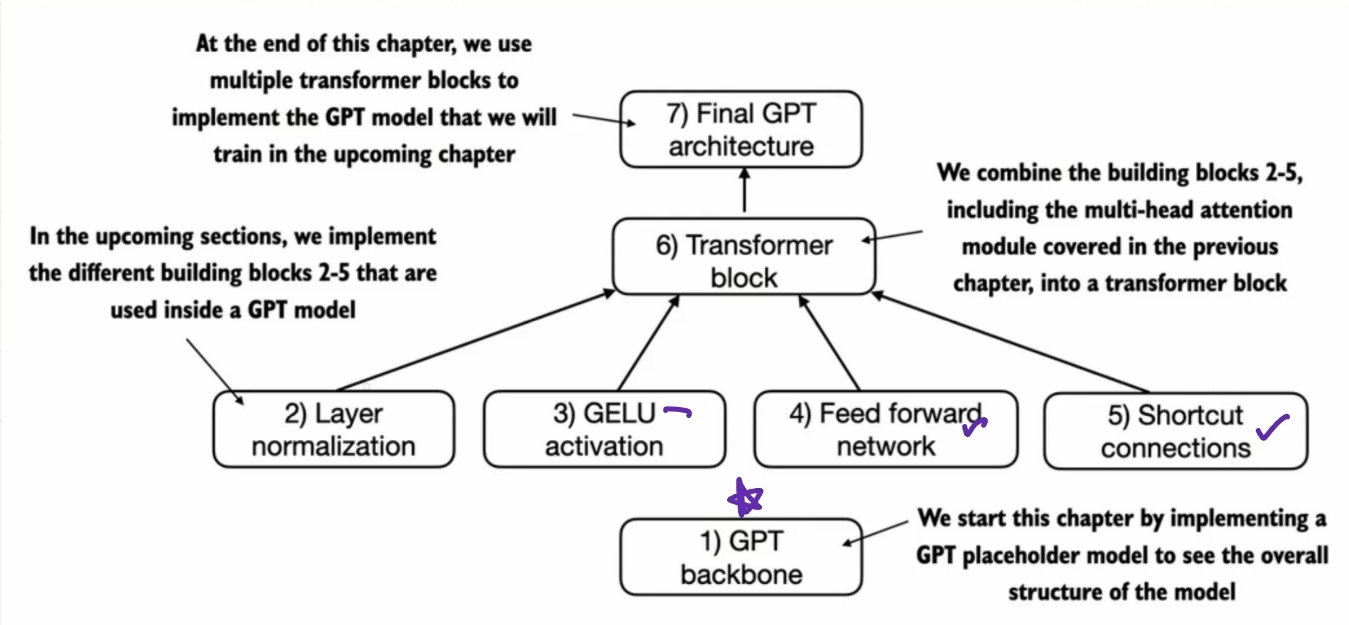 At the end of this chapter, we use
multiple transformer blocks to
implement the GPT model that we will
train in the upcoming chapter
7) Final GPT
architecture
We combine the building blocks 2-5,
including the multi-head attention
module covered in the previous
chapter, into a transformer block
In the upcoming sections, we implement
the different building blocks 2-5 that are
used inside a GPT model
6) Transformer
block
2) Layer
normalization
3) GELU
activation
4) Feed forward
network
5) Shortcut
connections
1) GPT
backbone
We start this chapter by implementing a
GPT placeholder model to see the overall
structure of the model